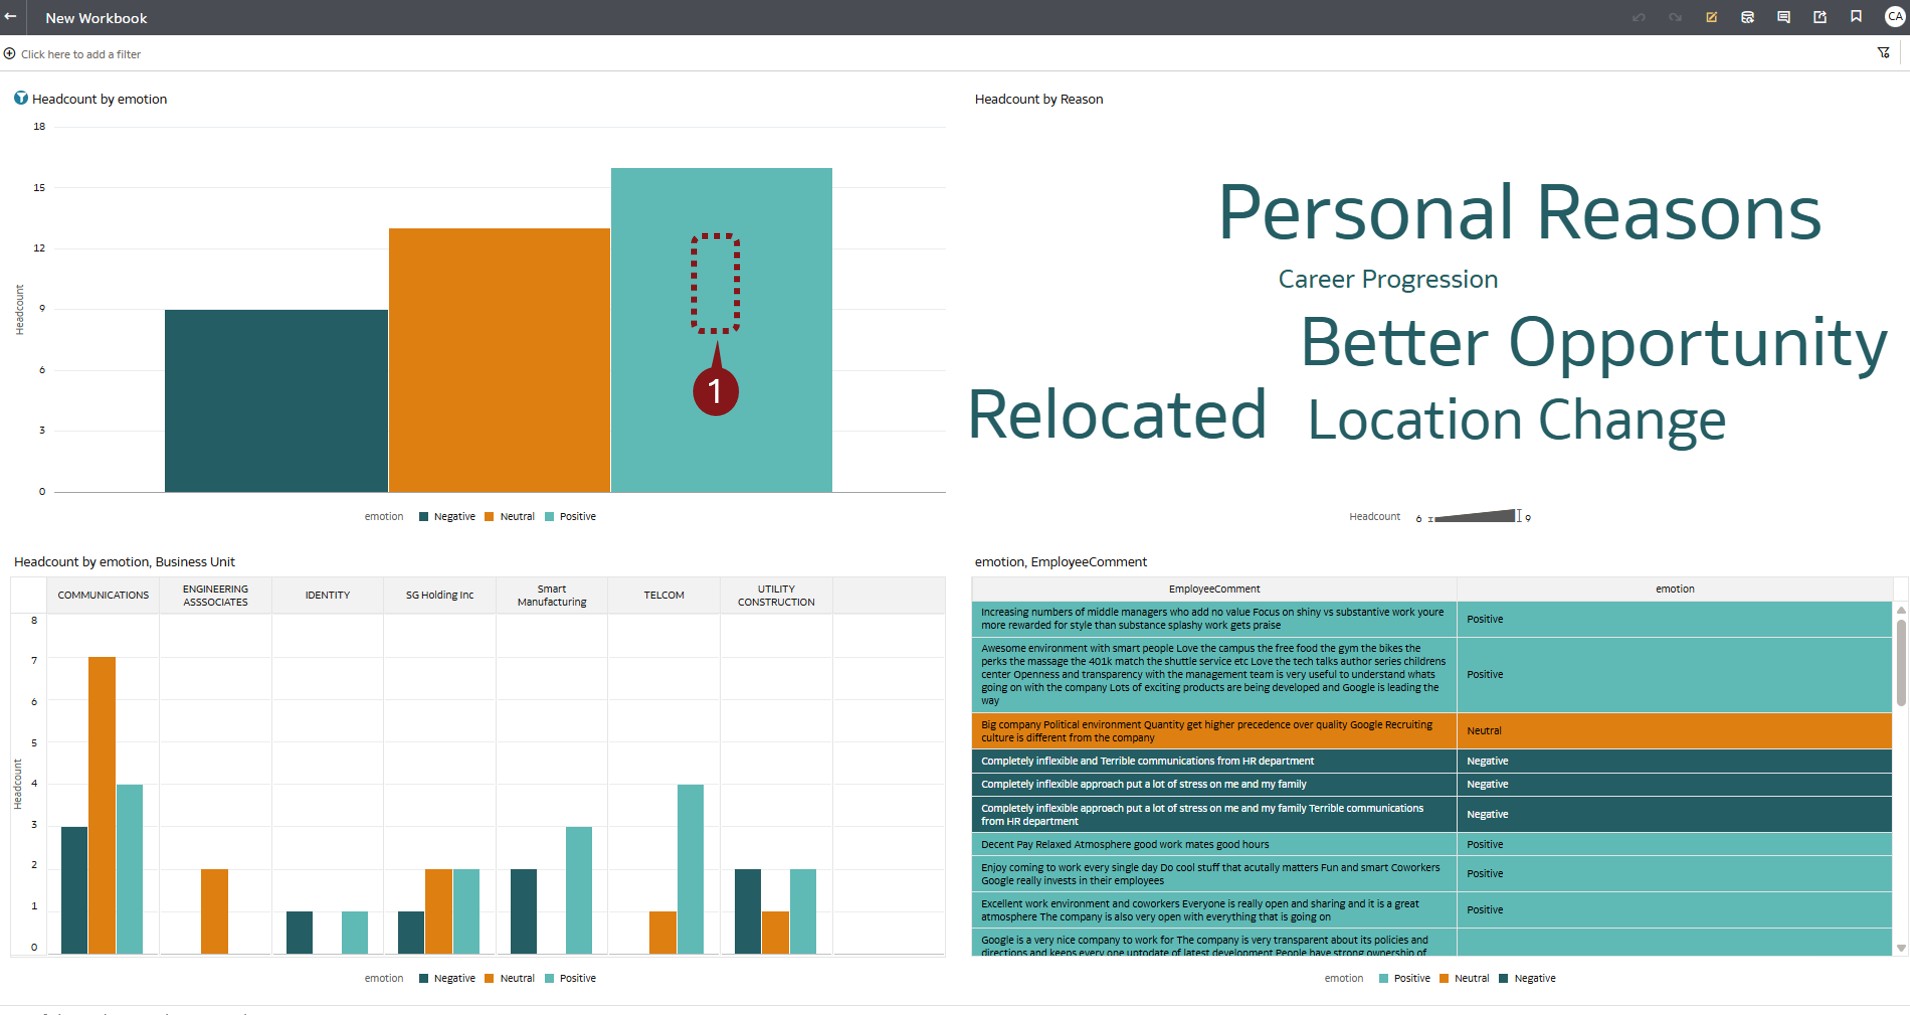 New Workbook
CA
Click here to add a filter
Headcount by emotion
18
15
12
9
6
3
0
Headcount
1
emotion Negative Neutral Positive
Headcount by Reason
Personal Reasons
Career Progression
Better Opportunity
Relocated Location Change
Headcount 6 9
Headcount by emotion, Business Unit
COMMUNICATIONS
ENGINEERING
ASSSOCIATES
IDENTITY
SG Holding Inc
Smart
Manufacturing
TELCOM
UTILITY
CONSTRUCTION
8
7
6
5
4
3
2
1
0
Headcount
emotion Negative Neutral Positive
emotion, EmployeeComment
EmployeeComment emotion
Increasing numbers of middle managers who add no value Focus on shiny vs substantive work youre
more rewarded for style than substance splashy work gets praise
Positive
Awesome environment with smart people Love the campus the free food the gym the bikes the
perks the massage the 401k match the shuttle service etc Love the tech talks author series childrens
center Openness and transparency with the management team is very useful to understand whats
going on with the company Lots of exciting products are being developed and Google is leading the
way
Positive
Big company Political environment Quantity get higher precedence over quality Google Recruiting
culture is different from the company
Neutral
Completely inflexible and Terrible communications from HR department
Negative
Completely inflexible approach put a lot of stress on me and my family
Negative
Completely inflexible approach put a lot of stress on me and my family Terrible communications
from HR department
Negative
Decent Pay Relaxed Atmosphere good work mates good hours
Positive
Enjoy coming to work every single day Do cool stuff that acutally matters Fun and smart Coworkers
Google really invests in their employees
Positive
Excellent work environment and coworkers Everyone is really open and sharing and it is a great
atmosphere The company is also very open with everything that is going on
Positive
Google is a very nice company to work for The company is very transparent about its policies and
directions and keeps every one uptodate of latest development People have strong ownership of
emotion Positive Neutral Negative